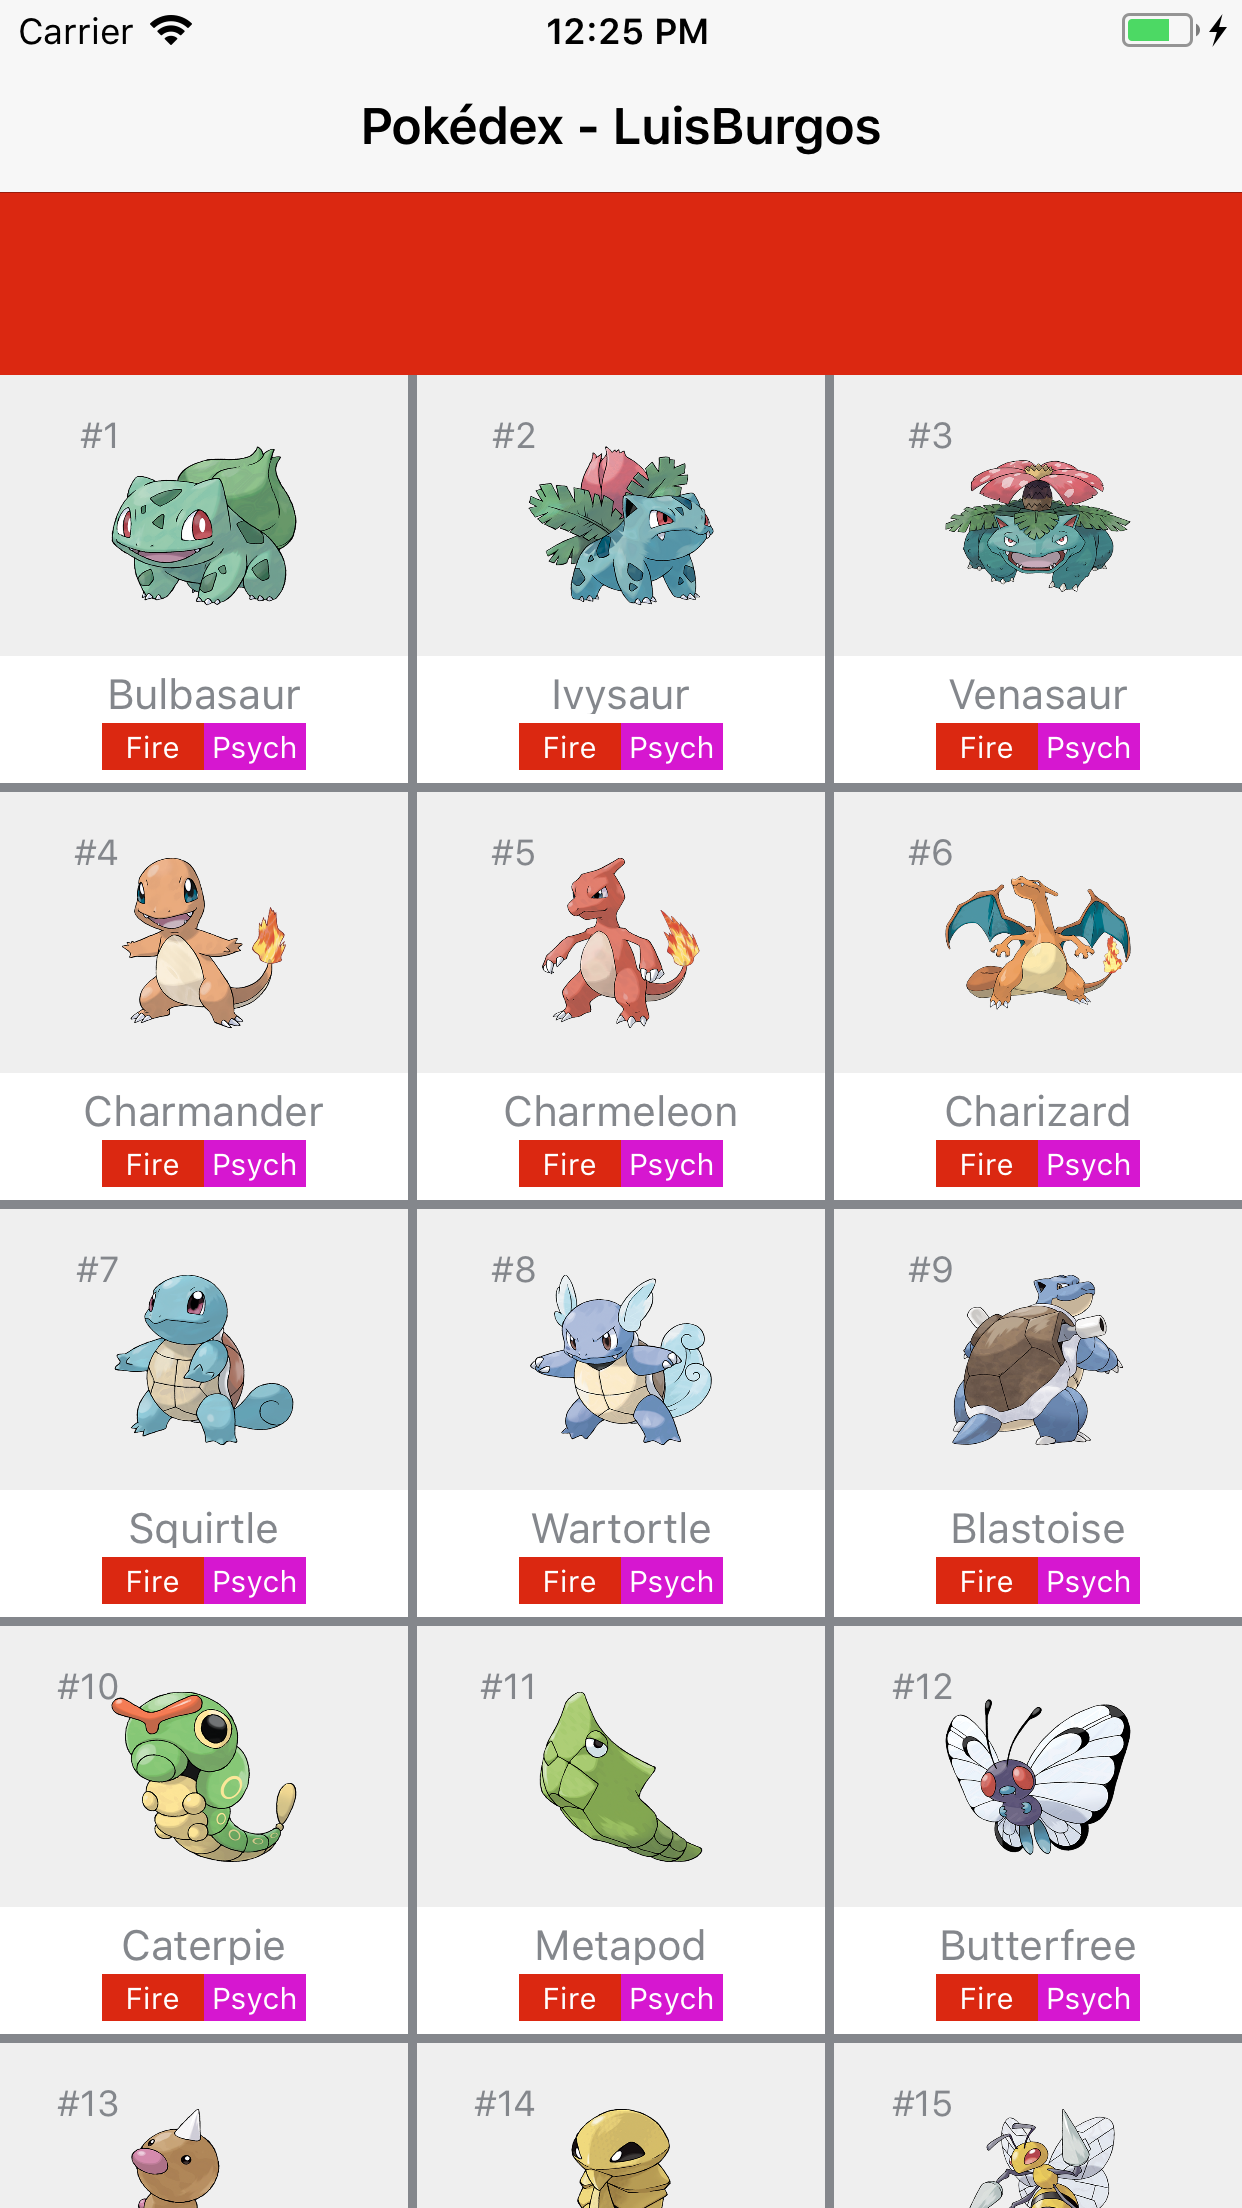 Carrier 12:25 PM
Pokédex - LuisBurgos
#1 #2 #3
Bulbasaur Ivysaur Venasaur
Fire Psych Fire Psych Fire Psych
#4 #5 #6
Charmander Charmeleon Charizard
Fire Psych Fire Psych Fire Psych
#7 #8 #9
Squirtle Wartortle Blastoise
Fire Psych Fire Psych Fire Psych
#10 #11 #12
Caterpie Metapod Butterfree
Fire Psych Fire Psych Fire Psych
#13 #14 #15